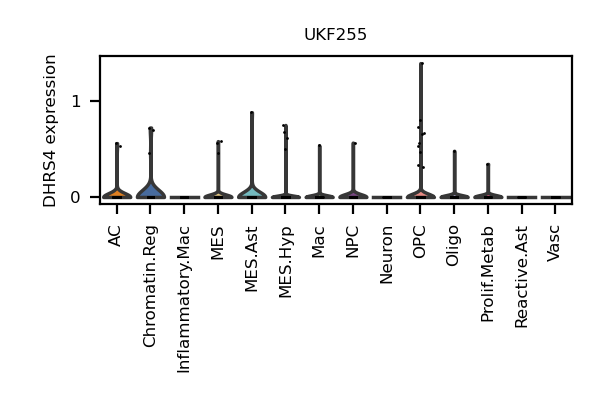 UKF255
DHRS4 expression
1
0
AC
Chromatin.Reg
Inflammatory.Mac
MES
MES.Ast
MES.Hyp
Mac
NPC
Neuron
OPC
Oligo
Prolif.Metab
Reactive.Ast
Vasc